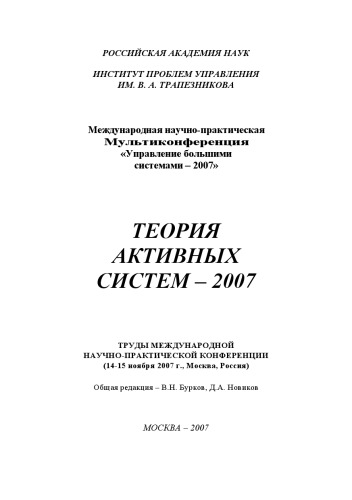 РОССИЙСКАЯ АКАДЕМИЯ НАУК
ИНСТИТУТ ПРОБЛЕМ УПРАВЛЕНИЯ
ИМ. В. А. ТРАПЕЗНИКОВА
Международная научно-практическая
Мультиконференция
«Управление большими
системами – 2007»
ТЕОРИЯ
АКТИВНЫХ
СИСТЕМ – 2007
ТРУДЫ МЕЖДУНАРОДНОЙ
НАУЧНО-ПРАКТИЧЕСКОЙ КОНФЕРЕНЦИИ
(14-15 ноября 2007 г., Москва, Россия)
Общая редакция – В.Н. Бурков, Д.А. Новиков
МОСКВА – 2007